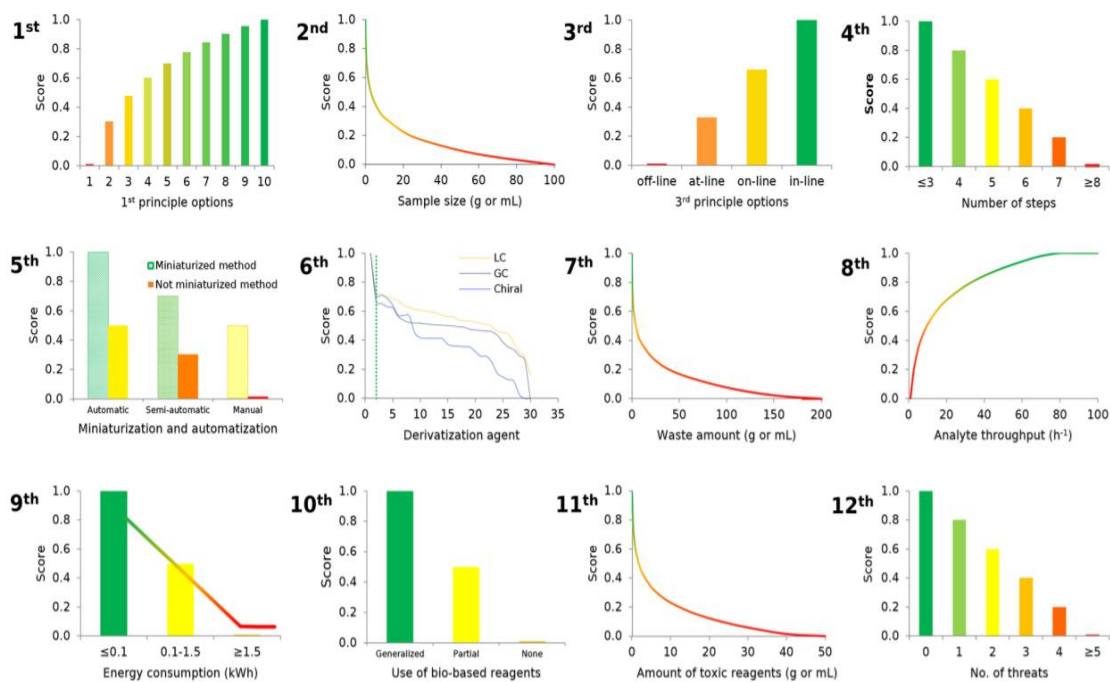 1st
Score
1.0
0.8
0.6
0.4
0.2
0.0
1 2 3 4 5 6 7 8 9 10
1st principle options
2nd
Score
1.0
0.8
0.6
0.4
0.2
0.0
0 20 40 60 80 100
Sample size (g or mL)
3rd
Score
1.0
0.8
0.6
0.4
0.2
0.0
off-line at-line on-line in-line
3rd principle options
4th
Score
1.0
0.8
0.6
0.4
0.2
0.0
≤3 4 5 6 7 ≥8
Number of steps
5th
Score
1.0
0.8
0.6
0.4
0.2
0.0
Miniaturized method
Not miniaturized method
Automatic Semi-automatic Manual
Miniaturization and automatization
6th
Score
1.0
0.8
0.6
0.4
0.2
0.0
LC
GC
Chiral
0 5 10 15 20 25 30 35
Derivatization agent
7th
Score
1.0
0.8
0.6
0.4
0.2
0.0
0 50 100 150 200
Waste amount (g or mL)
8th
Score
1.0
0.8
0.6
0.4
0.2
0.0
0 20 40 60 80 100
Analyte throughput (h-1)
9th
Score
1.0
0.8
0.6
0.4
0.2
0.0
≤0.1 0.1-1.5 ≥1.5
Energy consumption (kWh)
10th
Score
1.0
0.8
0.6
0.4
0.2
0.0
Generalized Partial None
Use of bio-based reagents
11th
Score
1.0
0.8
0.6
0.4
0.2
0.0
0 10 20 30 40 50
Amount of toxic reagents (g or mL)
12th
Score
1.0
0.8
0.6
0.4
0.2
0.0
0 1 2 3 4 ≥5
No. of threats